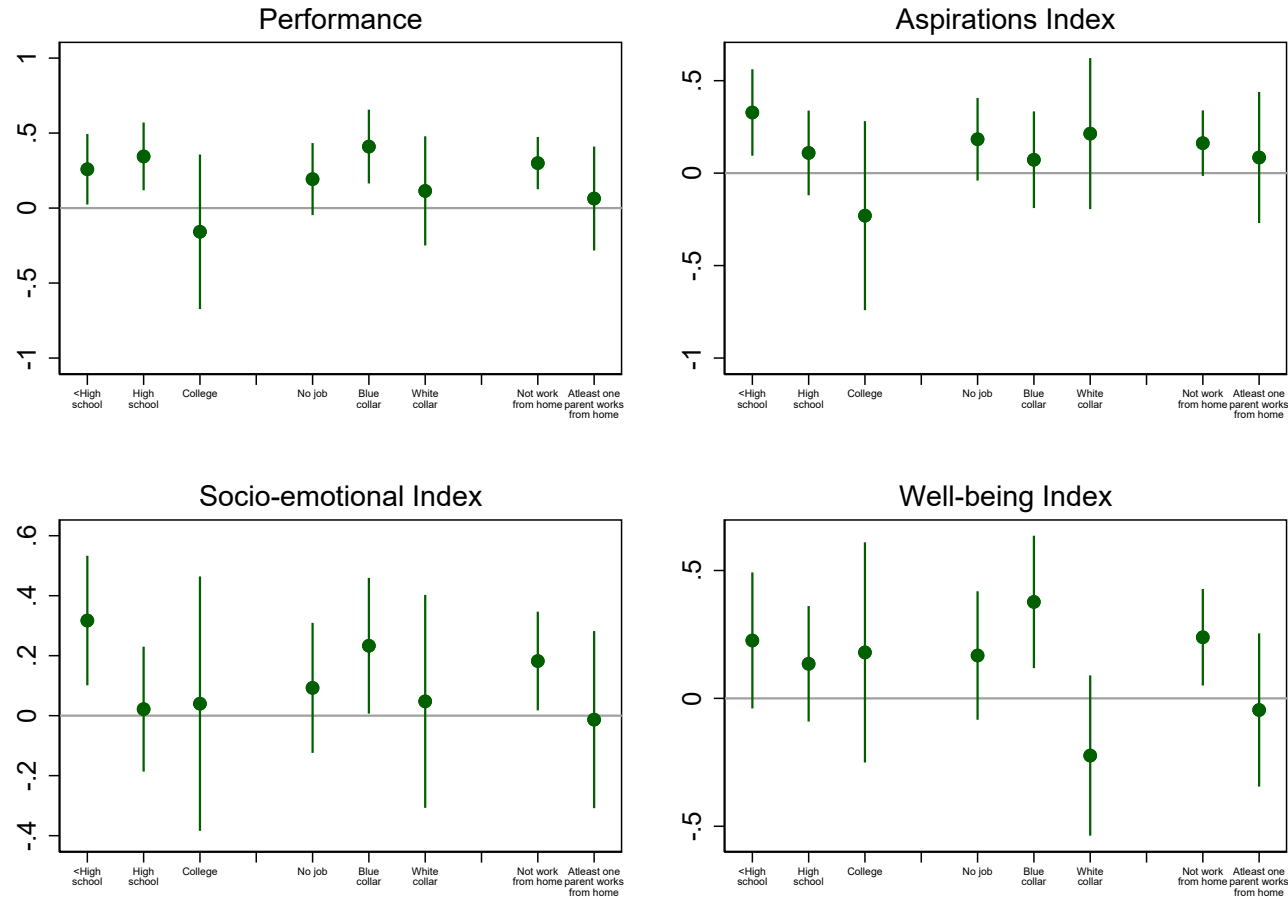 Performance
1
.5
0
-.5
-1
<High
school
High
school
College
No job
Blue
collar
White
collar
Not work
from home
Atleast one
parent works
from home
Aspirations Index
.5
0
-.5
-1
<High
school
High
school
College
No job
Blue
collar
White
collar
Not work
from home
Atleast one
parent works
from home
Socio-emotional Index
.6
.4
.2
0
-.2
-.4
<High
school
High
school
College
No job
Blue
collar
White
collar
Not work
from home
Atleast one
parent works
from home
Well-being Index
.5
0
-.5
<High
school
High
school
College
No job
Blue
collar
White
collar
Not work
from home
Atleast one
parent works
from home